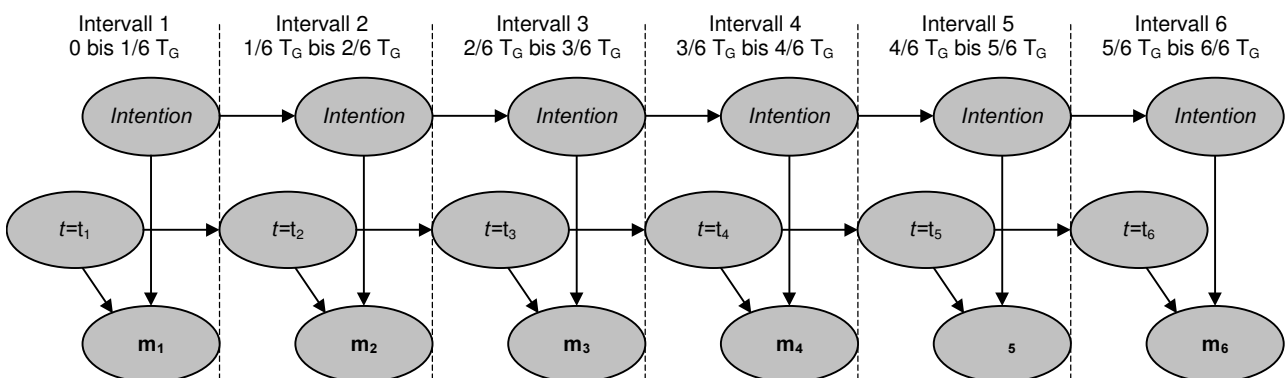 Intervall 1 Intervall 2 Intervall 3 Intervall 4 Intervall 5 Intervall 6
0 bis 1/6 T_G 1/6 T_G bis 2/6 T_G 2/6 T_G bis 3/6 T_G 3/6 T_G bis 4/6 T_G 4/6 T_G bis 5/6 T_G 5/6 T_G bis 6/6 T_G
Intention Intention Intention Intention Intention Intention
t=t₁ t=t₂ t=t₃ t=t₄ t=t₅ t=t₆
m₁ m₂ m₃ m₄ ₅ m₆